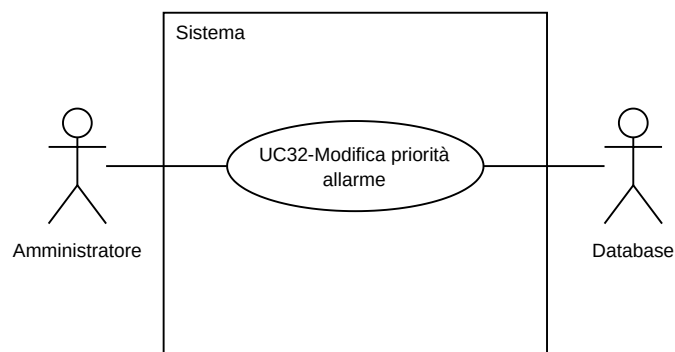 Sistema
UC32-Modifica priorità
allarme
Amministratore
Database